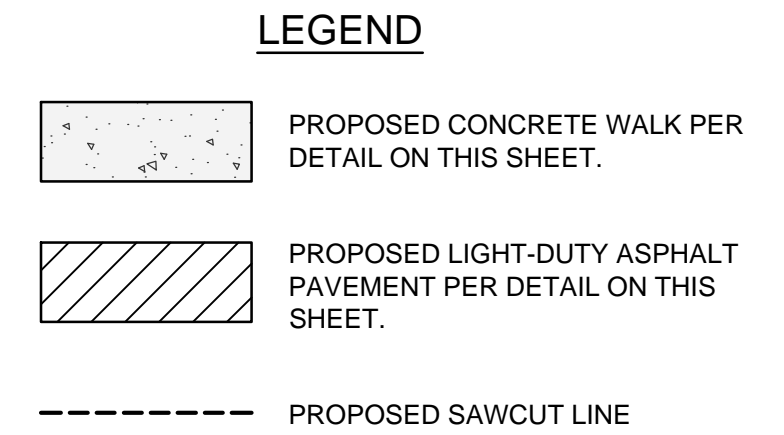 LEGEND
PROPOSED CONCRETE WALK PER
DETAIL ON THIS SHEET.
PROPOSED LIGHT-DUTY ASPHALT
PAVEMENT PER DETAIL ON THIS
SHEET.
PROPOSED SAWCUT LINE